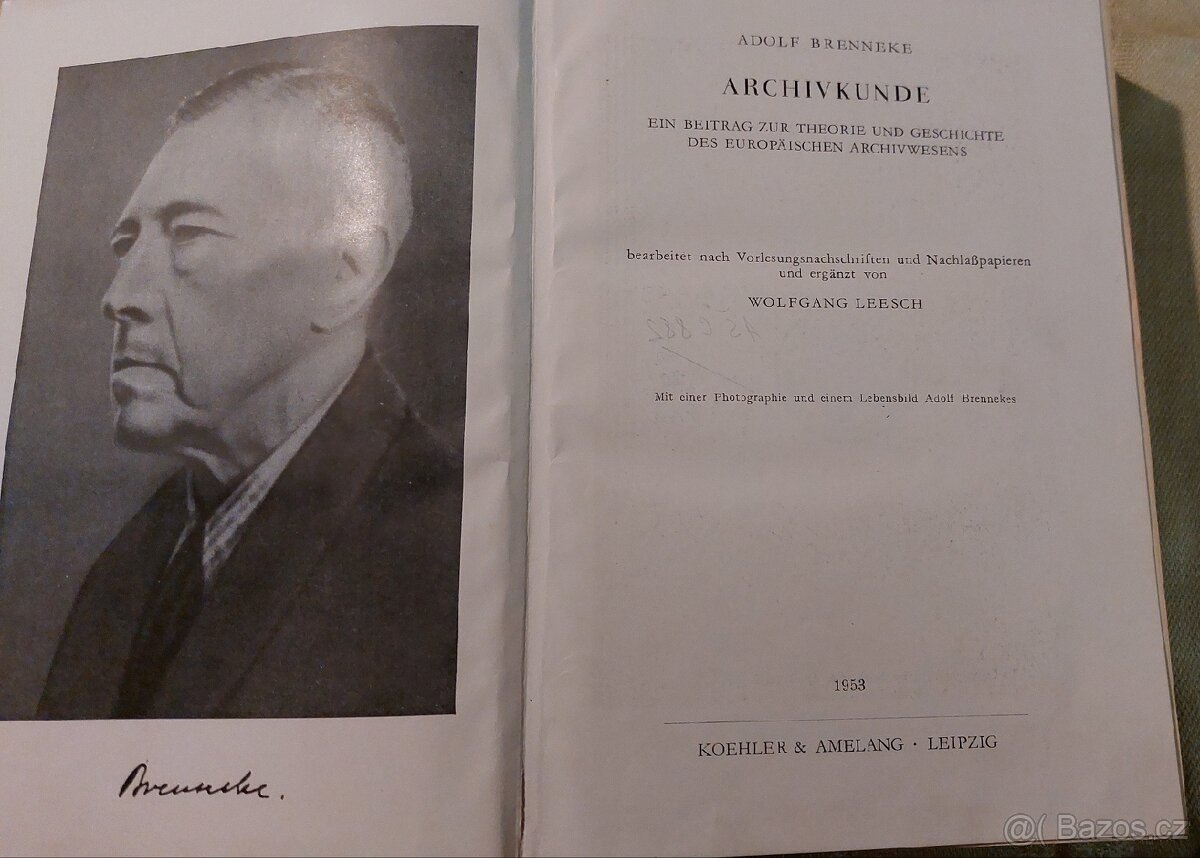 Brenneke.
ADOLF BRENNEKE
ARCHIVKUNDE
EIN BEITRAG ZUR THEORIE UND GESCHICHTE
DES EUROPÄISCHEN ARCHIVWESENS
bearbeitet nach Vorlesungsnachschriften und Nachlaßpapieren
und ergänzt von
WOLFGANG LEESCH
Mit einer Photographie und einem Lebensbild Adolf Brennekes
1953
KOEHLER & AMELANG · LEIPZIG
@( Bazos.cz